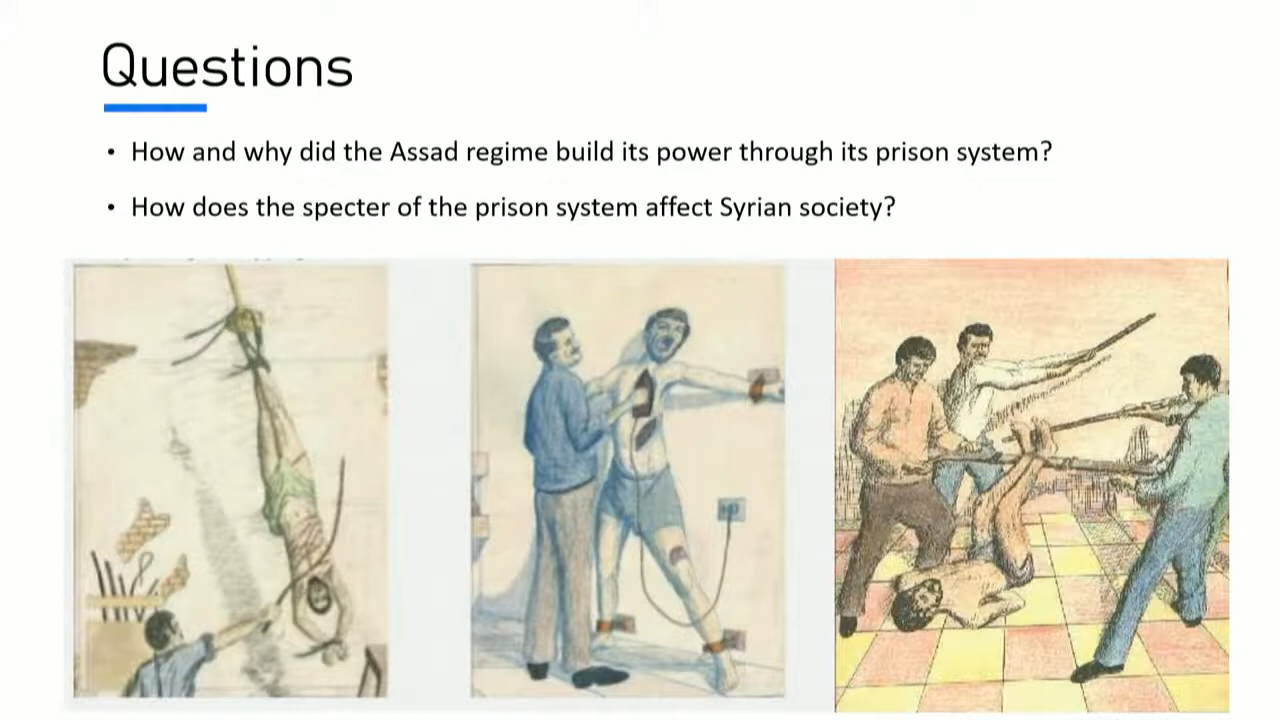 Questions
• How and why did the Assad regime build its power through its prison system?
• How does the specter of the prison system affect Syrian society?